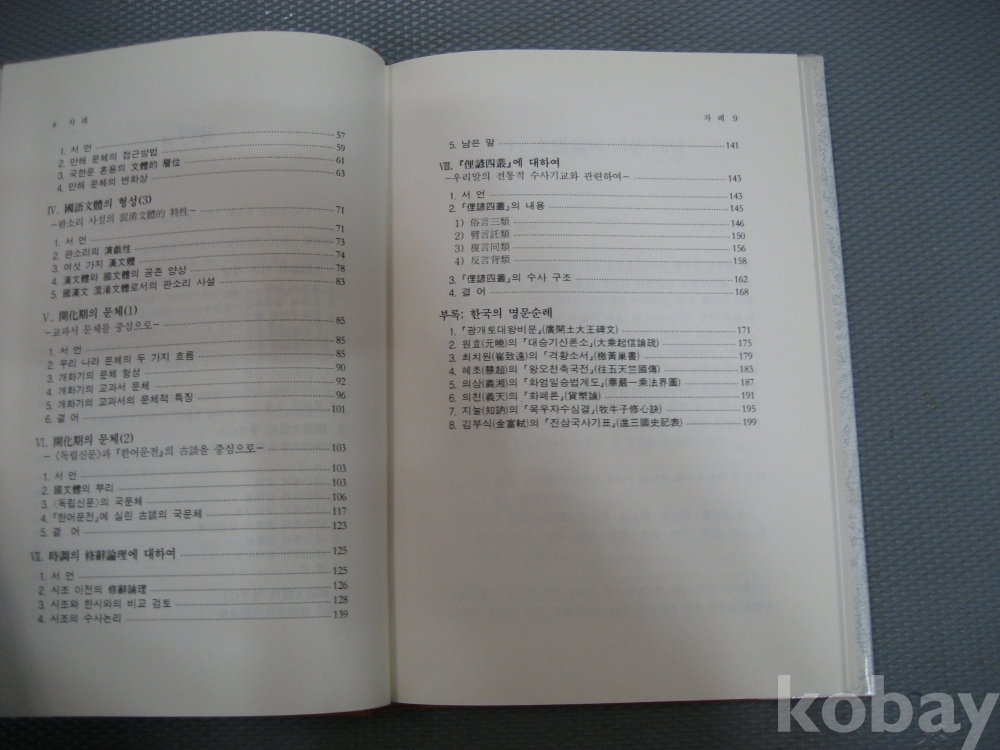 8 차 례
1. 서 언 57
2. 만해 문체의 접근방법 59
3. 국한문 혼용의 文體的 層位 61
4. 만해 문체의 변화상 63
Ⅳ. 國語文體의 형성(3)
-판소리 사설의 混淆文體的 特性- 71
1. 서 언 71
2. 판소리의 演戱性 73
3. 여섯 가지 漢文體 74
4. 漢文體와 國文體의 공존 양상 78
5. 國漢文 混淆文體로서의 판소리 사설 83
Ⅴ. 開化期의 문체(1)
-교과서 문체를 중심으로- 85
1. 서 언 85
2. 우리 나라 문체의 두 가지 흐름 85
3. 개화기의 문체 형성 90
4. 개화기의 교과서 문체 92
5. 개화기의 교과서의 문체적 특징 96
6. 결 어 101
Ⅵ. 開化期의 문체(2)
-〈독립신문〉과 『한어문전』의 古談을 중심으로- 103
1. 서 언 103
2. 國文體의 뿌리 103
3. 〈독립신문〉의 국문체 106
4. 『한어문전』에 실린 古談의 국문체 117
5. 결 어 123
Ⅶ. 時調의 修辭論理에 대하여 125
1. 서 언 125
2. 시조 이전의 修辭論理 126
3. 시조와 한시와의 비교 검토 128
4. 시조의 수사논리 139
차 례 9
5. 남은 말 141
Ⅷ. 『俚諺四叢』에 대하여
-우리말의 전통적 수사기교와 관련하여- 143
1. 서 언 143
2. 『俚諺四叢』의 내용 145
1) 俗言三類 146
2) 譬言託類 150
3) 複言同類 156
4) 反言背類 158
3. 『俚諺四叢』의 수사 구조 162
4. 결 어 168
부록; 한국의 명문순례
1. 『광개토대왕비문』(廣開土大王碑文) 171
2. 원효(元曉)의 『대승기신론소』(大乘起信論疏) 175
3. 최치원(崔致遠)의 『격황소서』(檄黃巢書) 179
4. 혜초(慧超)의 『왕오천축국전』(往五天竺國傳) 183
5. 의상(義湘)의 『화엄일승법계도』(華嚴一乘法界圖) 187
6. 의천(義天)의 『화폐론』(貨幣論) 191
7. 지눌(知訥)의 『목우자수심결』(牧牛子修心訣) 195
8. 김부식(金富軾)의 『진삼국사기표』(進三國史記表) 199
kobay